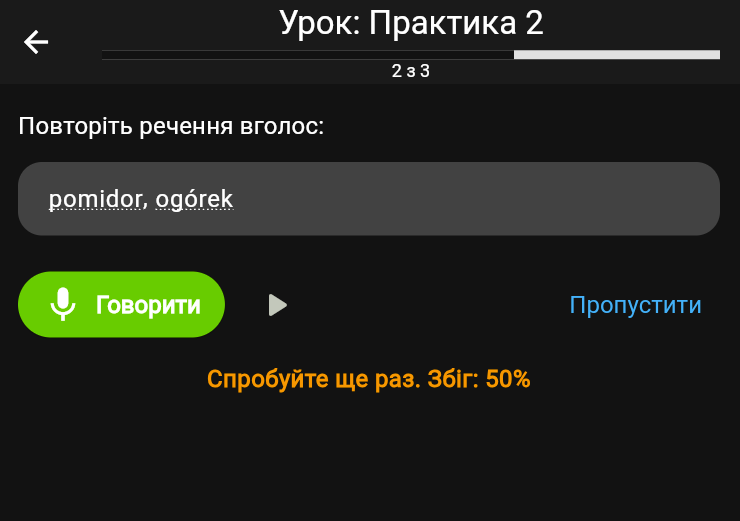 Урок: Практика 2
2 з 3
Повторіть речення вголос:
pomidor, ogórek
Говорити
Пропустити
Спробуйте ще раз. Збіг: 50%